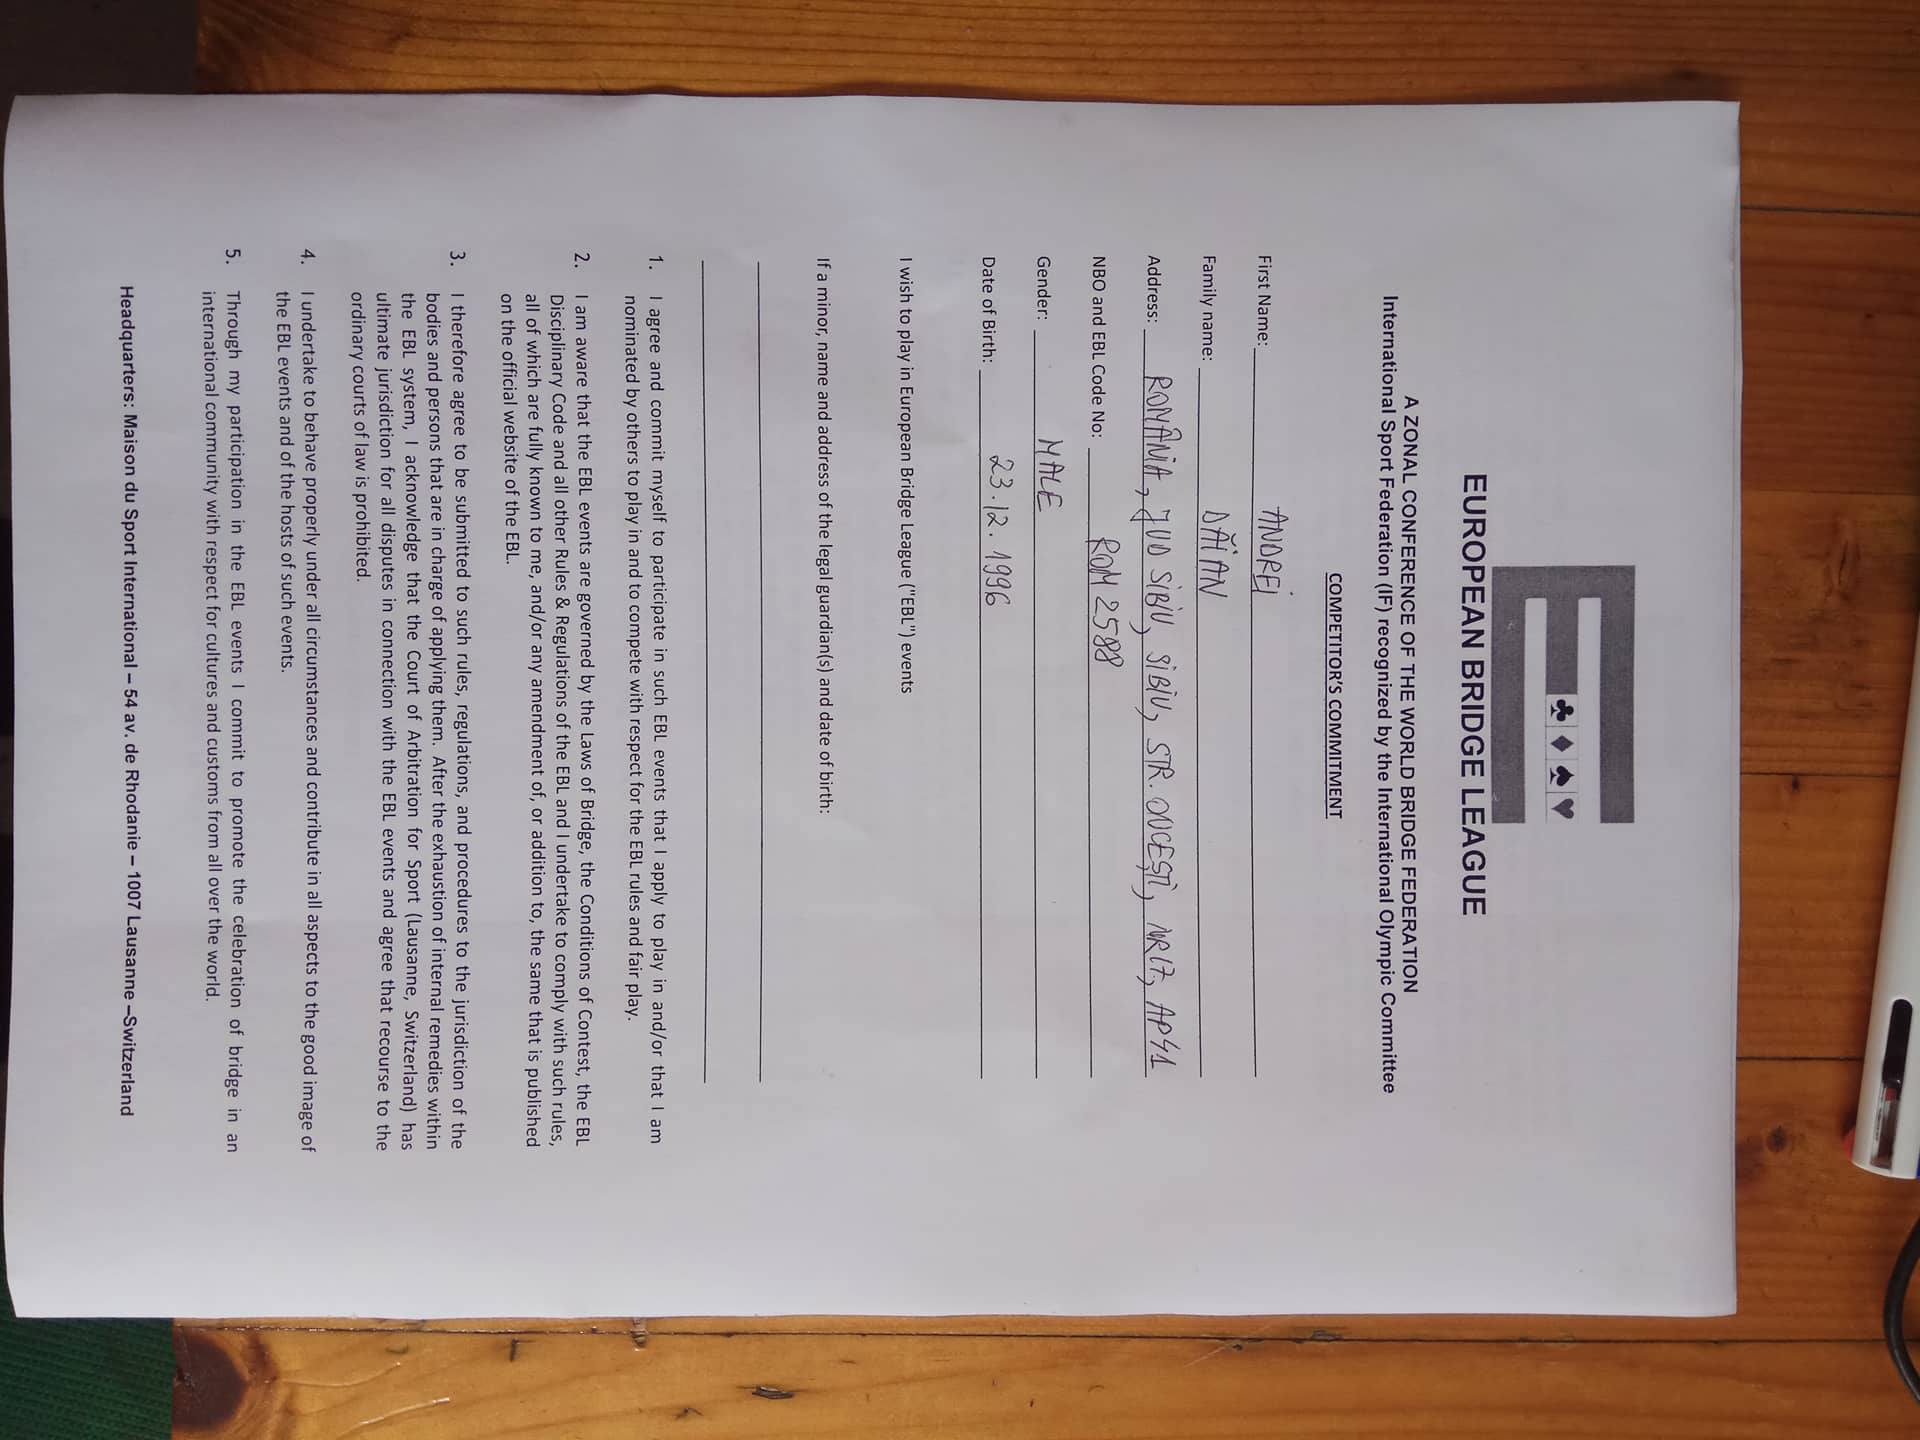 EUROPEAN BRIDGE LEAGUE
A ZONAL CONFERENCE OF THE WORLD BRIDGE FEDERATION
International Sport Federation (IF) recognized by the International Olympic Committee
COMPETITOR'S COMMITMENT
First Name: ANDREI
Family name: DĂIAN
Address: ROMÂNIA, JUD SIBIU, SIBIU, STR. ONCEȘTI, NR17, AP41
NBO and EBL Code No: ROM 2588
Gender: MALE
Date of Birth: 23.12.1996
I wish to play in European Bridge League ("EBL") events
If a minor, name and address of the legal guardian(s) and date of birth:
1. I agree and commit myself to participate in such EBL events that I apply to play in and/or that I am
nominated by others to play in and to compete with respect for the EBL rules and fair play.
2. I am aware that the EBL events are governed by the Laws of Bridge, the Conditions of Contest, the EBL
Disciplinary Code and all other Rules & Regulations of the EBL and I undertake to comply with such rules,
all of which are fully known to me, and/or any amendment of, or addition to, the same that is published
on the official website of the EBL.
3. I therefore agree to be submitted to such rules, regulations, and procedures to the jurisdiction of the
bodies and persons that are in charge of applying them. After the exhaustion of internal remedies within
the EBL system, I acknowledge that the Court of Arbitration for Sport (Lausanne, Switzerland) has
ultimate jurisdiction for all disputes in connection with the EBL events and agree that recourse to the
ordinary courts of law is prohibited.
4. I undertake to behave properly under all circumstances and contribute in all aspects to the good image of
the EBL events and of the hosts of such events.
5. Through my participation in the EBL events I commit to promote the celebration of bridge in an
international community with respect for cultures and customs from all over the world.
Headquarters: Maison du Sport International – 54 av. de Rhodanie – 1007 Lausanne –Switzerland